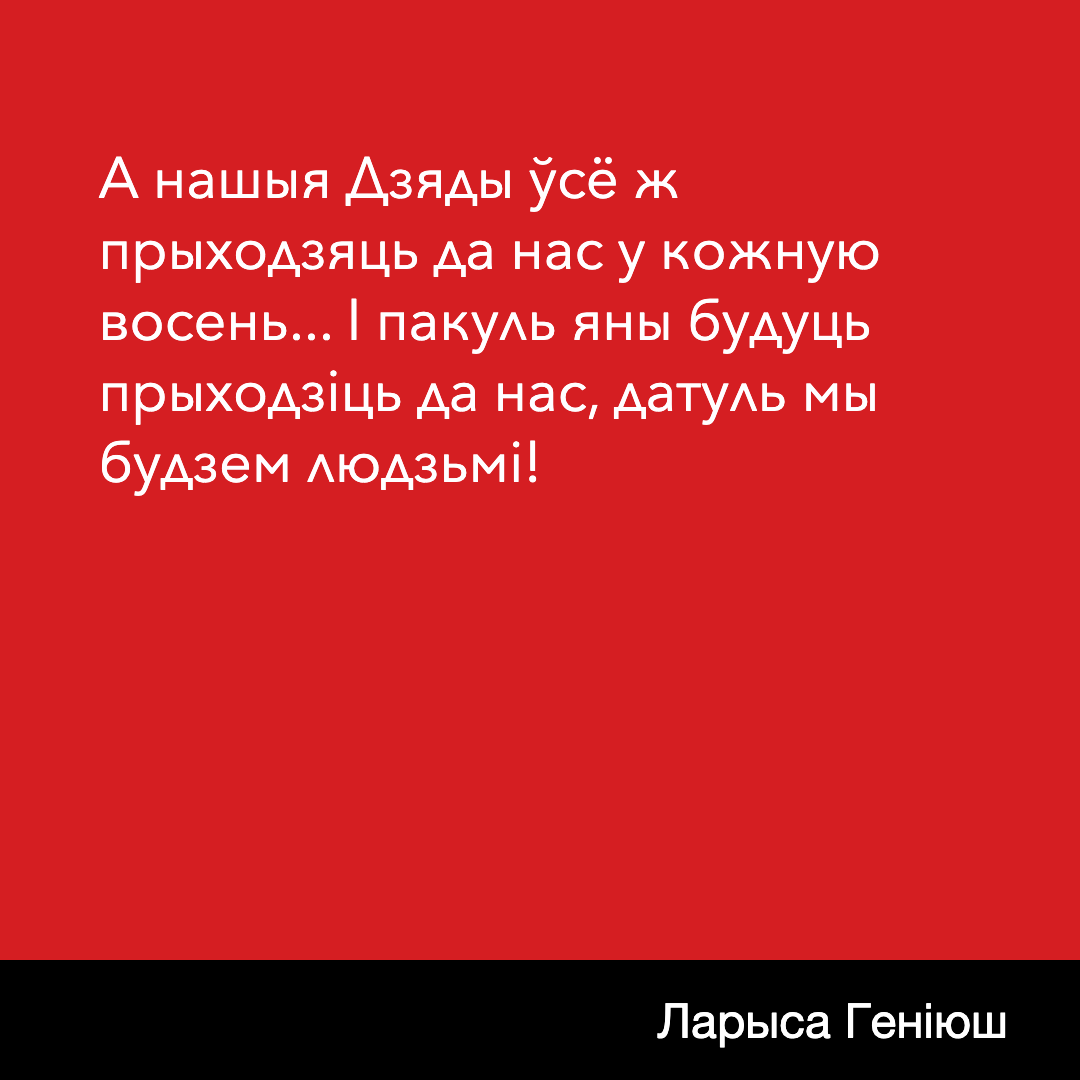 А нашыя Дзяды ўсё ж
прыходзяць да нас у кожную
восень... І пакуль яны будуць
прыходзіць да нас, датуль мы
будзем людзьмі!
Ларыса Геніюш